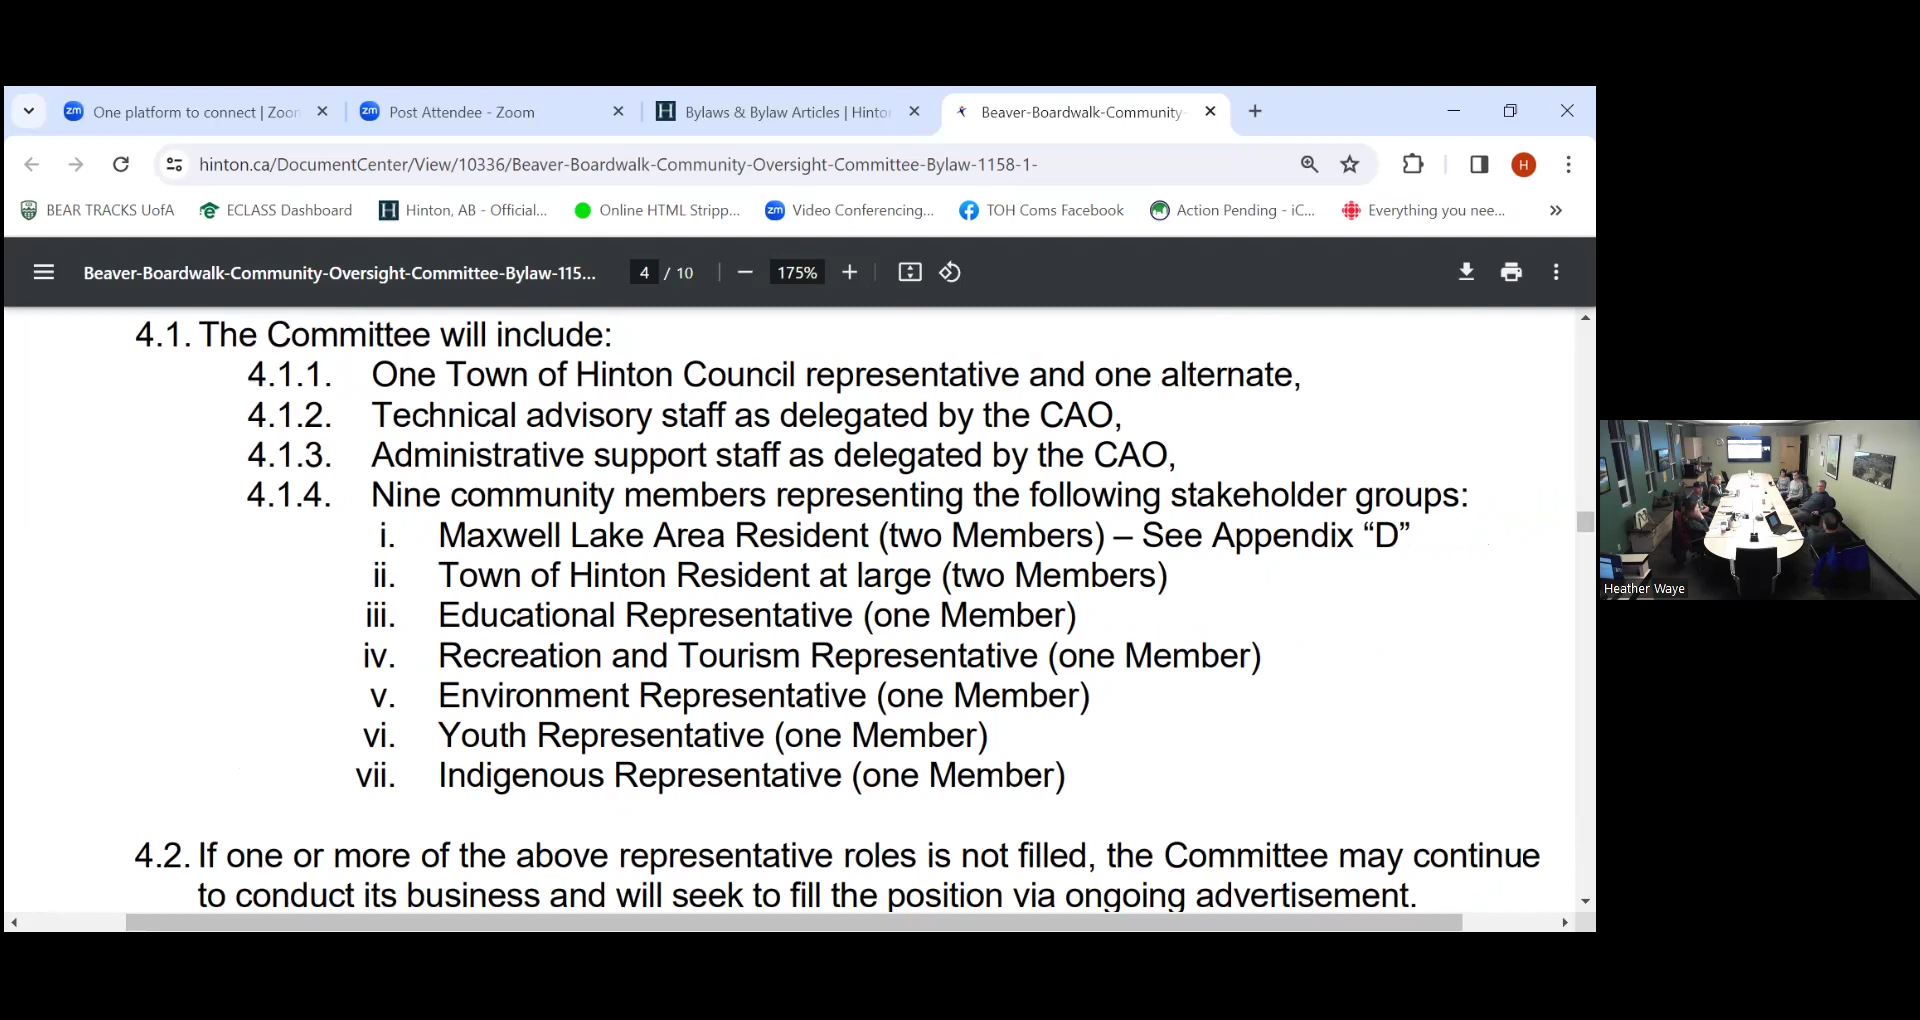 One platform to connect | Zoon
Post Attendee - Zoom
Bylaws & Bylaw Articles | Hinto
Beaver-Boardwalk-Community-
hinton.ca/DocumentCenter/View/10336/Beaver-Boardwalk-Community-Oversight-Committee-Bylaw-1158-1-
H
BEAR TRACKS UofA
ECLASS Dashboard
H Hinton, AB - Official...
Online HTML Stripp...
zm Video Conferencing...
TOH Coms Facebook
Action Pending - iC...
Everything you nee...
Beaver-Boardwalk-Community-Oversight-Committee-Bylaw-115...
4 / 10
175%
4.1. The Committee will include:
4.1.1. One Town of Hinton Council representative and one alternate,
4.1.2. Technical advisory staff as delegated by the CAO,
4.1.3. Administrative support staff as delegated by the CAO,
4.1.4. Nine community members representing the following stakeholder groups:
i. Maxwell Lake Area Resident (two Members) – See Appendix “D”
ii. Town of Hinton Resident at large (two Members)
iii. Educational Representative (one Member)
iv. Recreation and Tourism Representative (one Member)
v. Environment Representative (one Member)
vi. Youth Representative (one Member)
vii. Indigenous Representative (one Member)
4.2. If one or more of the above representative roles is not filled, the Committee may continue
to conduct its business and will seek to fill the position via ongoing advertisement.
Heather Waye